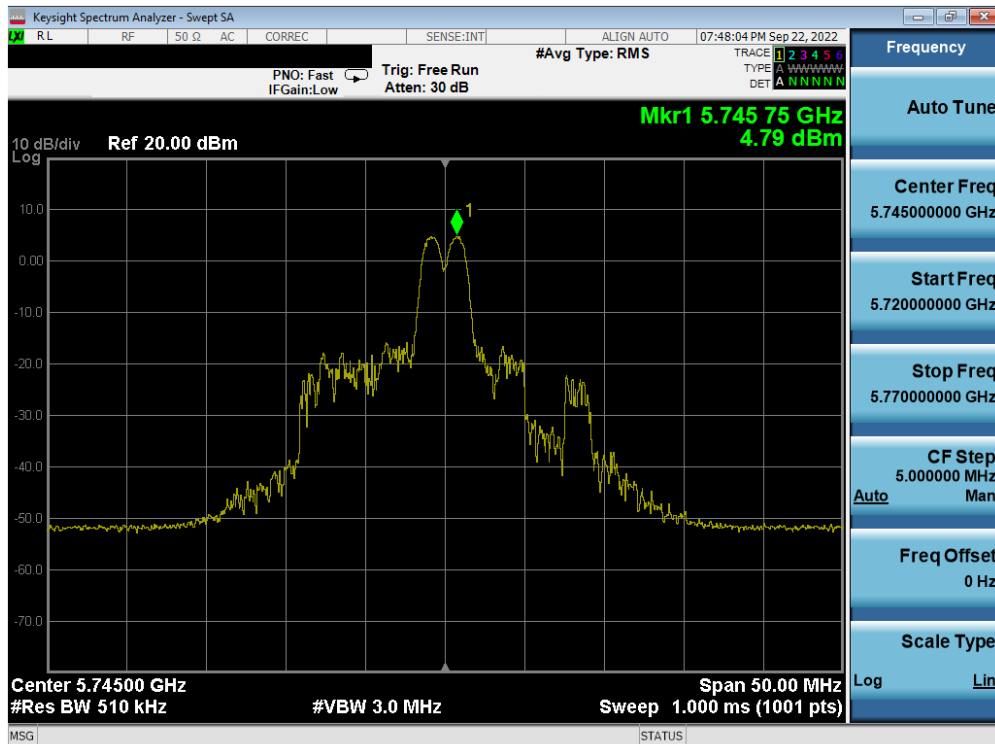 Keysight Spectrum Analyzer - Swept SA
LXI RL RF 50 Ω AC CORREC SENSE:INT ALIGN AUTO 07:48:04 PM Sep 22, 2022
#Avg Type: RMS
TRACE 1 2 3 4 5 6
TYPE A WWWWW
DET A N N N N N
PNO: Fast
IFGain:Low
Trig: Free Run
Atten: 30 dB
Mkr1 5.745 75 GHz
4.79 dBm
10 dB/div
Log
Ref 20.00 dBm
1
10.0
0.00
-10.0
-20.0
-30.0
-40.0
-50.0
-60.0
-70.0
Center 5.74500 GHz
Span 50.00 MHz
#Res BW 510 kHz
#VBW 3.0 MHz
Sweep 1.000 ms (1001 pts)
MSG
STATUS
Frequency
Auto Tune
Center Freq
5.745000000 GHz
Start Freq
5.720000000 GHz
Stop Freq
5.770000000 GHz
CF Step
5.000000 MHz
Auto Man
Freq Offset
0 Hz
Scale Type
Log Lin